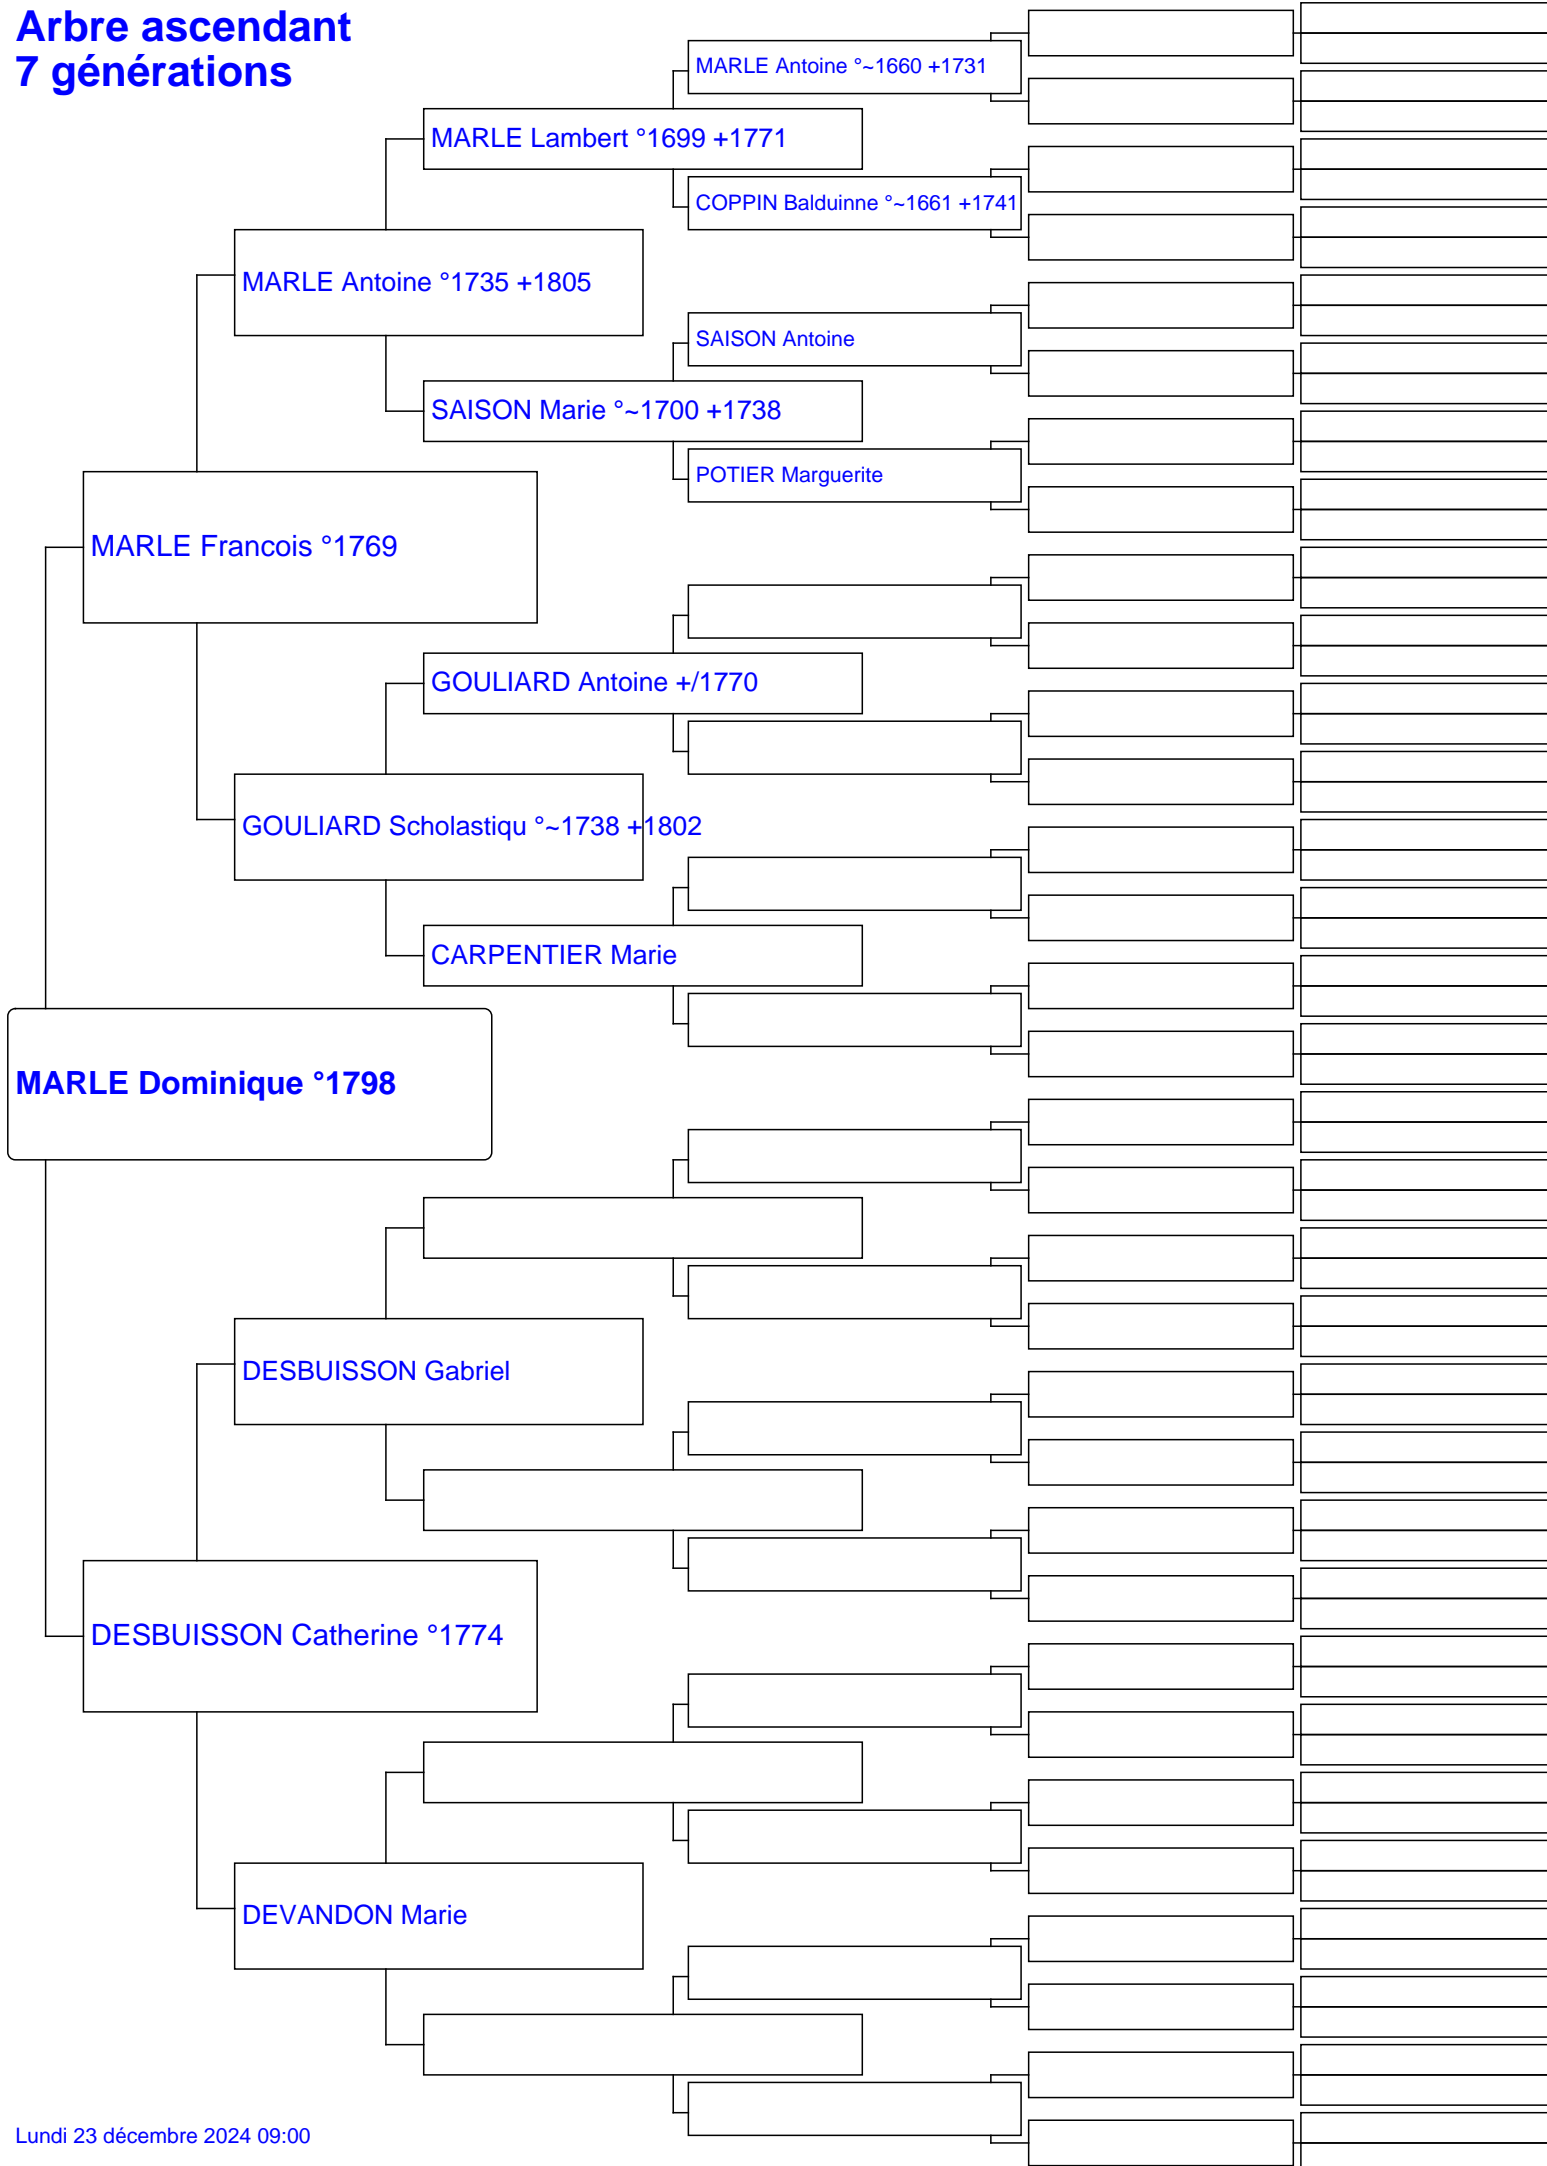 Arbre ascendant
7 générations
MARLE Antoine °~1660 +1731
MARLE Lambert °1699 +1771
COPPIN Balduinne °~1661 +1741
MARLE Antoine °1735 +1805
SAISON Antoine
SAISON Marie °~1700 +1738
POTIER Marguerite
MARLE Francois °1769
GOULIARD Antoine +/1770
GOULIARD Scholastiqu °~1738 +1802
CARPENTIER Marie
MARLE Dominique °1798
DESBUISSON Gabriel
DESBUISSON Catherine °1774
DEVANDON Marie
Lundi 23 décembre 2024 09:00